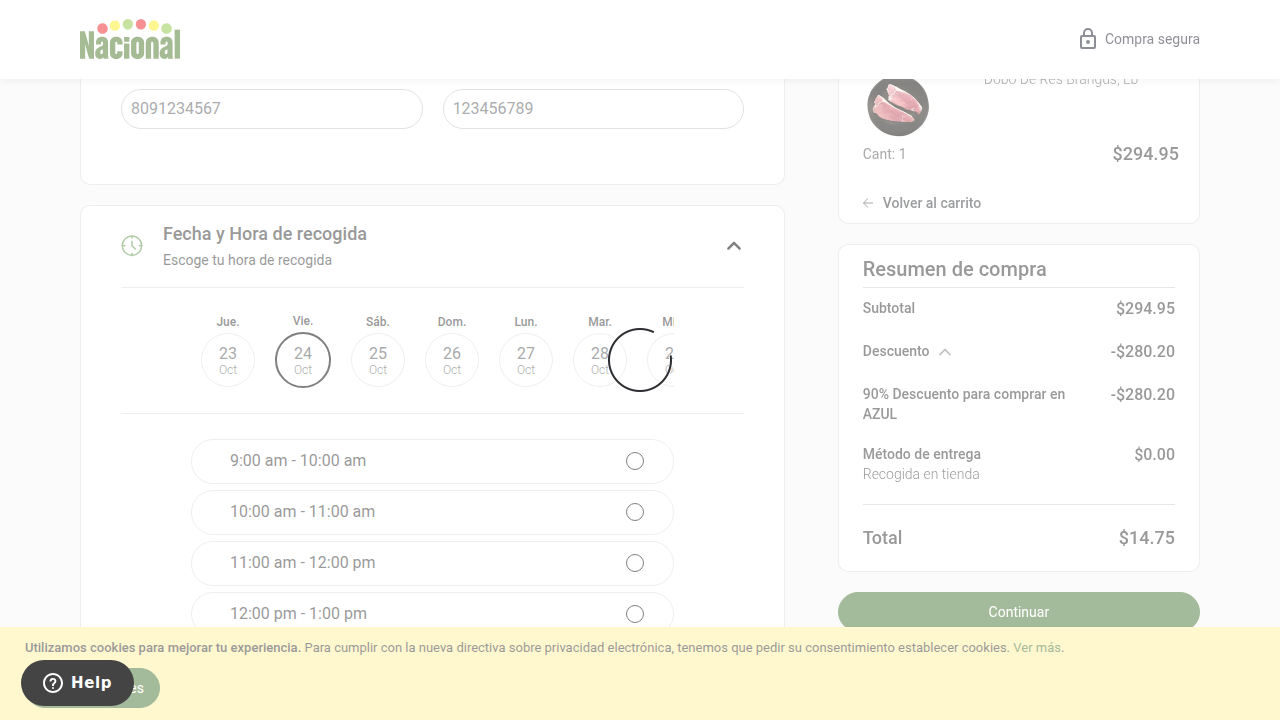 Nacional
Compra segura
8091234567
123456789
Fecha y Hora de recogida
Escoge tu hora de recogida
Jue.
23
Oct
Vie.
24
Oct
Sáb.
25
Oct
Dom.
26
Oct
Lun.
27
Oct
Mar.
28
Oct
9:00 am - 10:00 am
10:00 am - 11:00 am
11:00 am - 12:00 pm
12:00 pm - 1:00 pm
Bobo De Res Brangus, Lb
Cant: 1
$294.95
Volver al carrito
Resumen de compra
Subtotal $294.95
Descuento -$280.20
90% Descuento para comprar en -$280.20
AZUL
Método de entrega $0.00
Recogida en tienda
Total $14.75
Continuar
Utilizamos cookies para mejorar tu experiencia. Para cumplir con la nueva directiva sobre privacidad electrónica, tenemos que pedir su consentimiento establecer cookies. Ver más.
Help